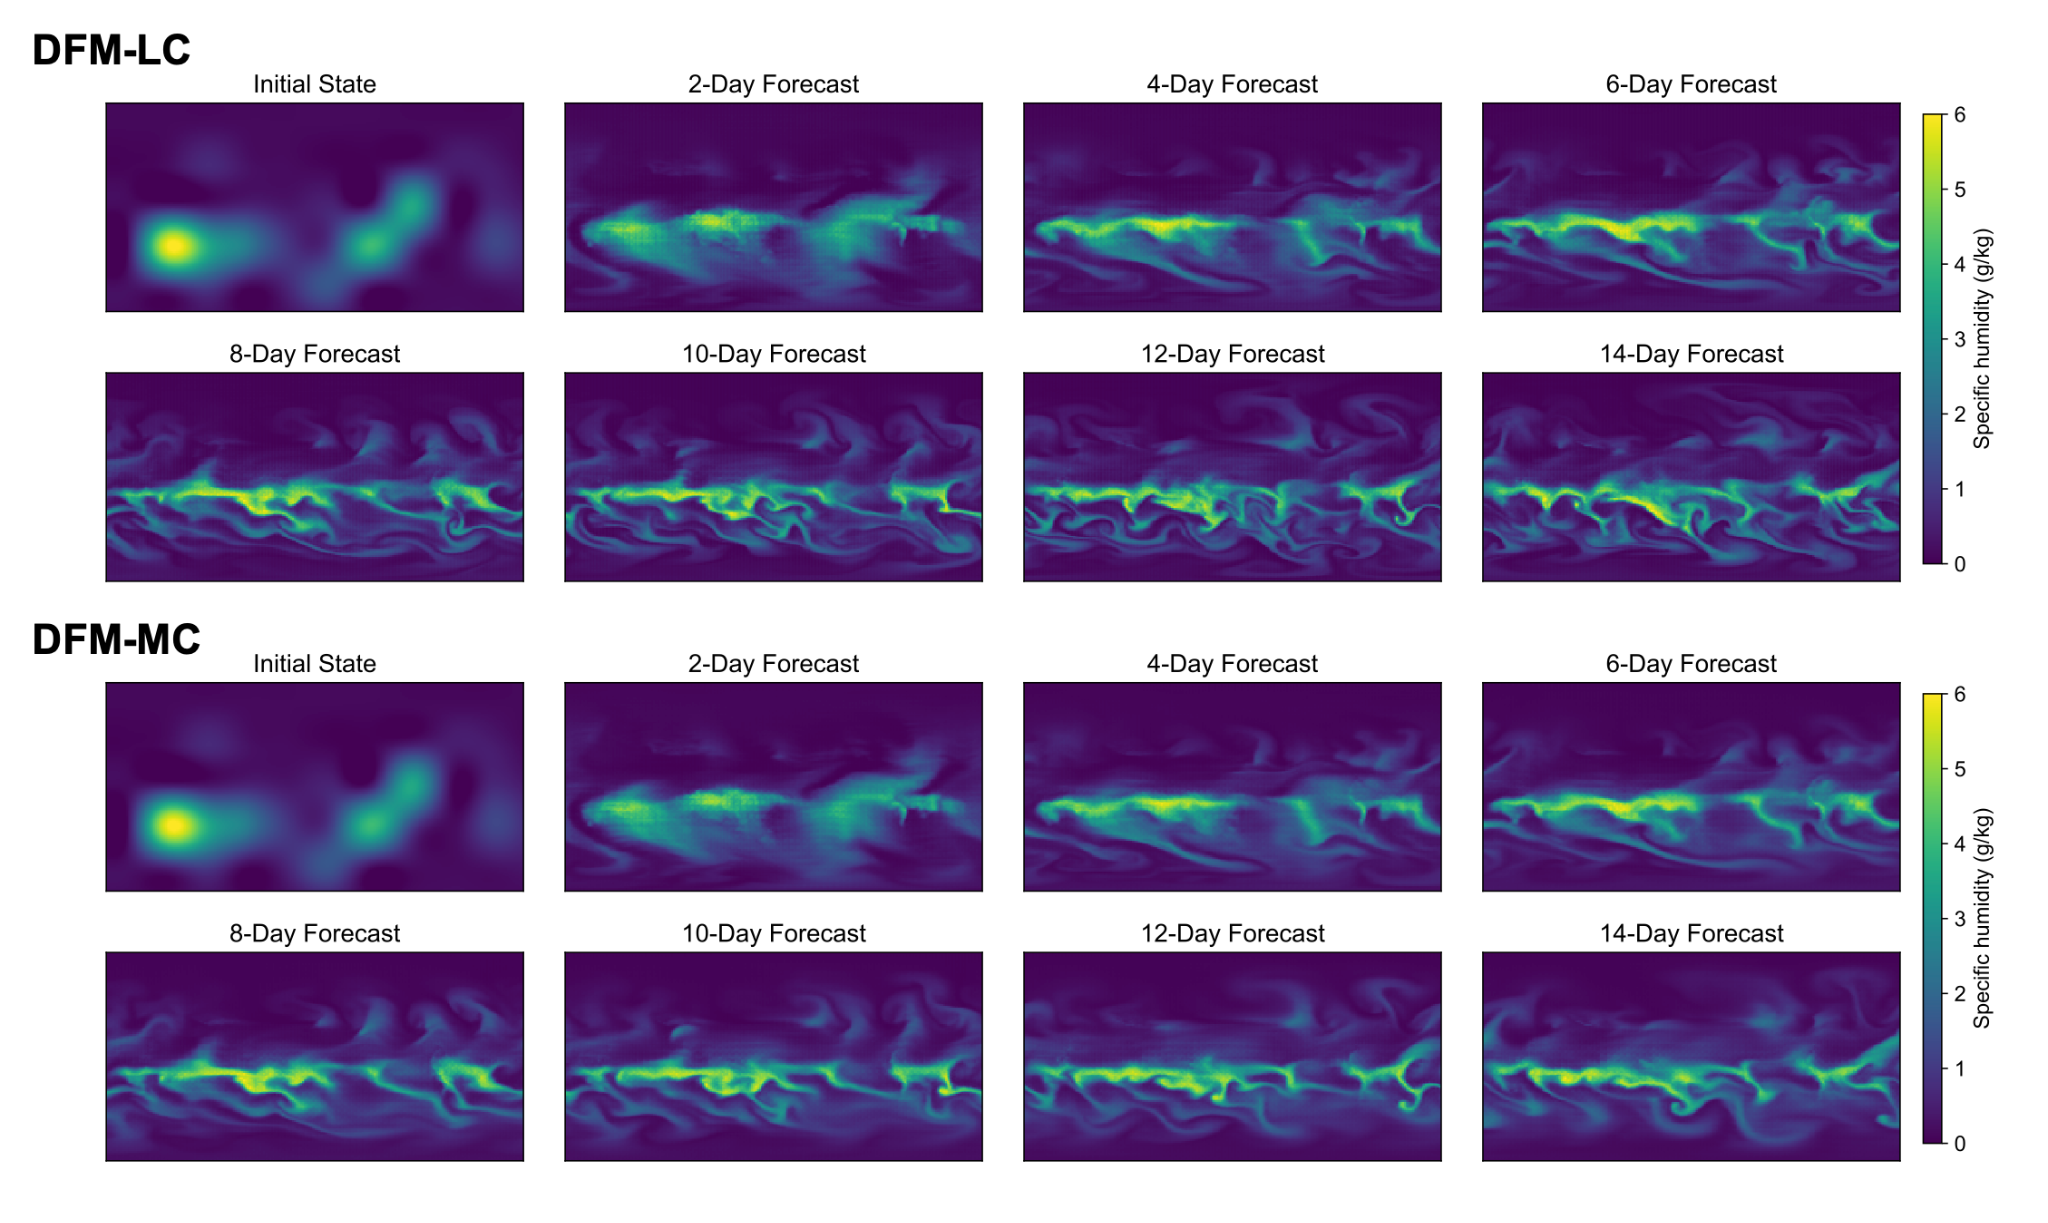 DFM-LC
Initial State
2-Day Forecast
4-Day Forecast
6-Day Forecast
6
5
4
3
2
1
0
Specific humidity (g/kg)
8-Day Forecast
10-Day Forecast
12-Day Forecast
14-Day Forecast
DFM-MC
Initial State
2-Day Forecast
4-Day Forecast
6-Day Forecast
6
5
4
3
2
1
0
Specific humidity (g/kg)
8-Day Forecast
10-Day Forecast
12-Day Forecast
14-Day Forecast